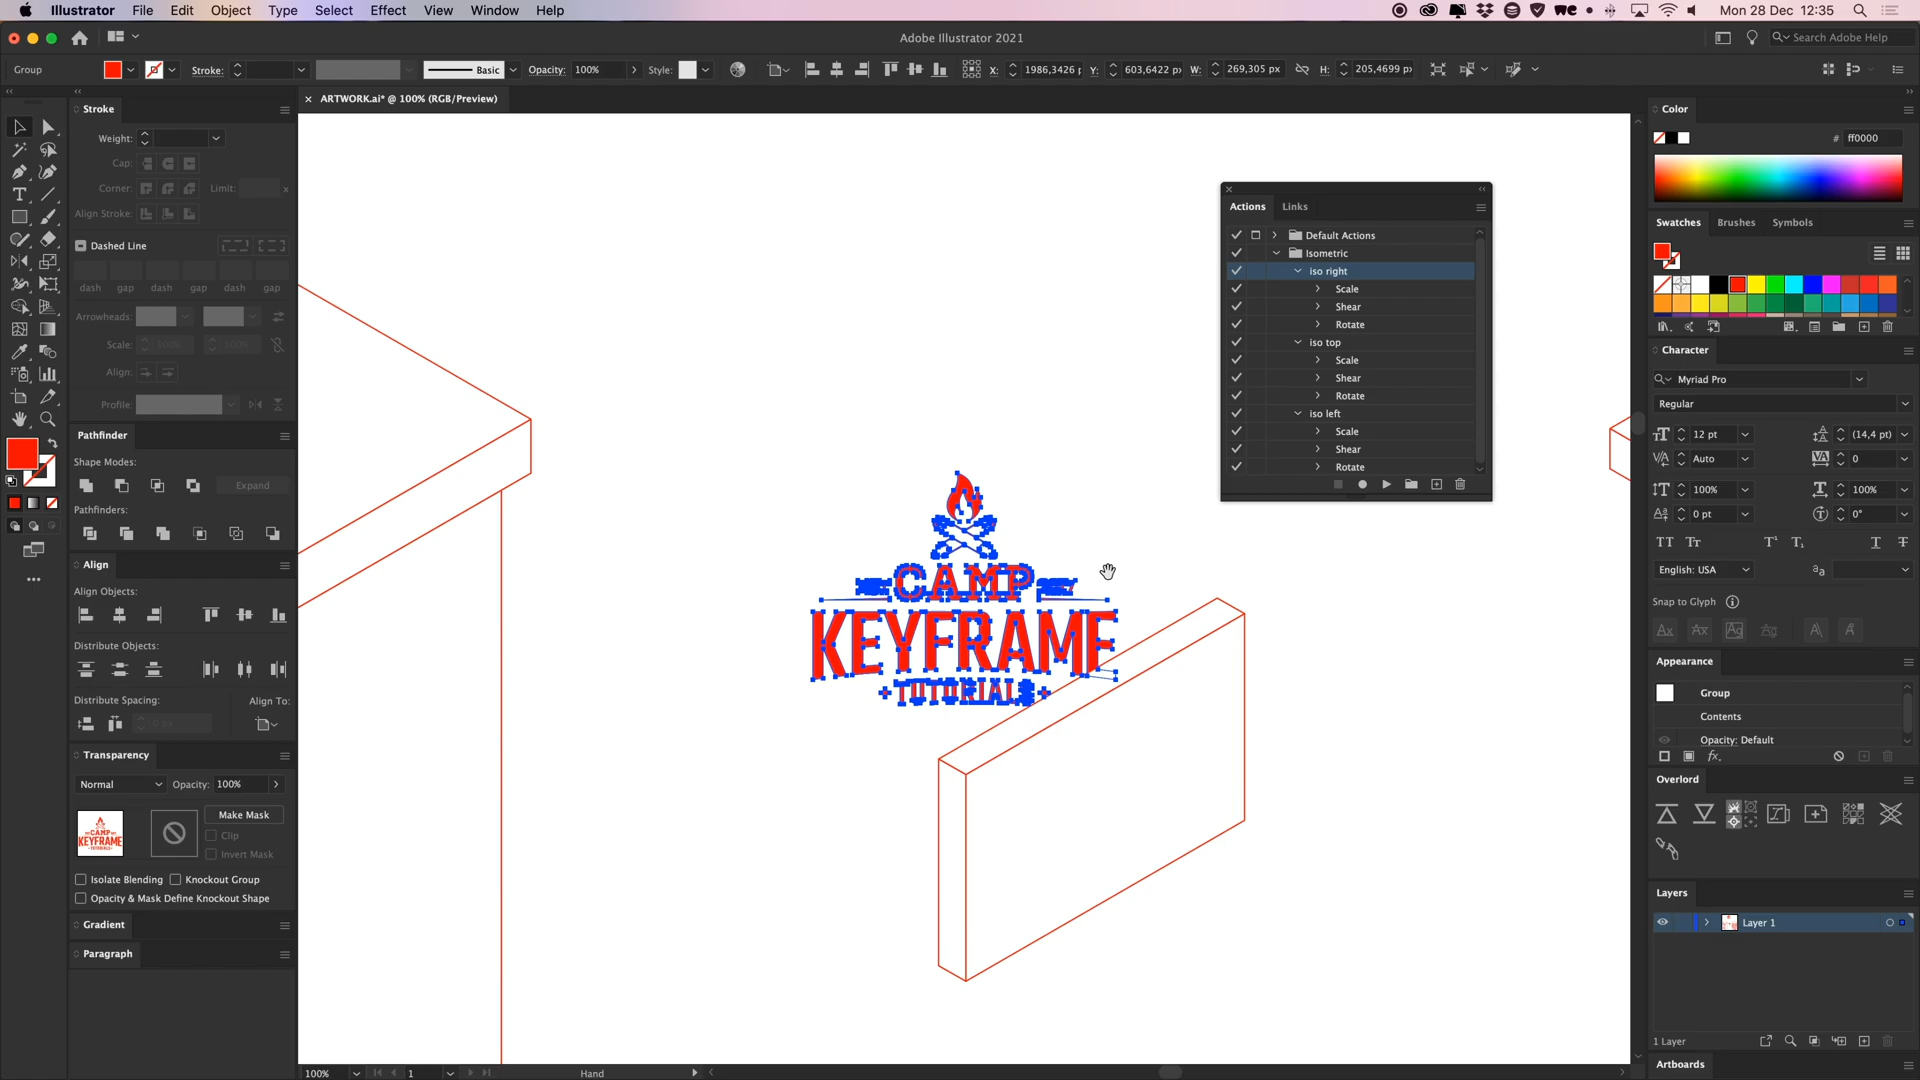 Illustrator File Edit Object Type Select Effect View Window Help Mon 28 Dec 12:35
Adobe Illustrator 2021 Search Adobe Help
Group Stroke: Basic Opacity: 100% Style: X: 1986,3426 p Y: 603,6422 px W: 269,305 px H: 205,4699 px
ARTWORK.ai* @ 100% (RGB/Preview)
Stroke
Weight:
Cap:
Corner: Limit: x
Align Stroke:
Dashed Line
dash gap dash gap dash gap
Arrowheads:
Scale: 100% 100%
Align:
Profile:
Pathfinder
Shape Modes:
Expand
Pathfinders:
Align
Align Objects:
Distribute Objects:
Distribute Spacing: Align To:
0 px
Transparency
Normal Opacity: 100%
Make Mask
Clip
Invert Mask
Isolate Blending Knockout Group
Opacity & Mask Define Knockout Shape
Gradient
Paragraph
CAMP
KEYFRAME
TUTORIALS
Actions Links
Default Actions
Isometric
iso right
Scale
Shear
Rotate
iso top
Scale
Shear
Rotate
iso left
Scale
Shear
Rotate
Color
# ff0000
Swatches Brushes Symbols
Character
Myriad Pro
Regular
12 pt (14,4 pt)
Auto 0
100% 100%
0 pt 0°
English: USA
Snap to Glyph
Appearance
Group
Contents
Opacity: Default
fx
Overlord
Layers
Layer 1
1 Layer
Artboards
100% 1 Hand